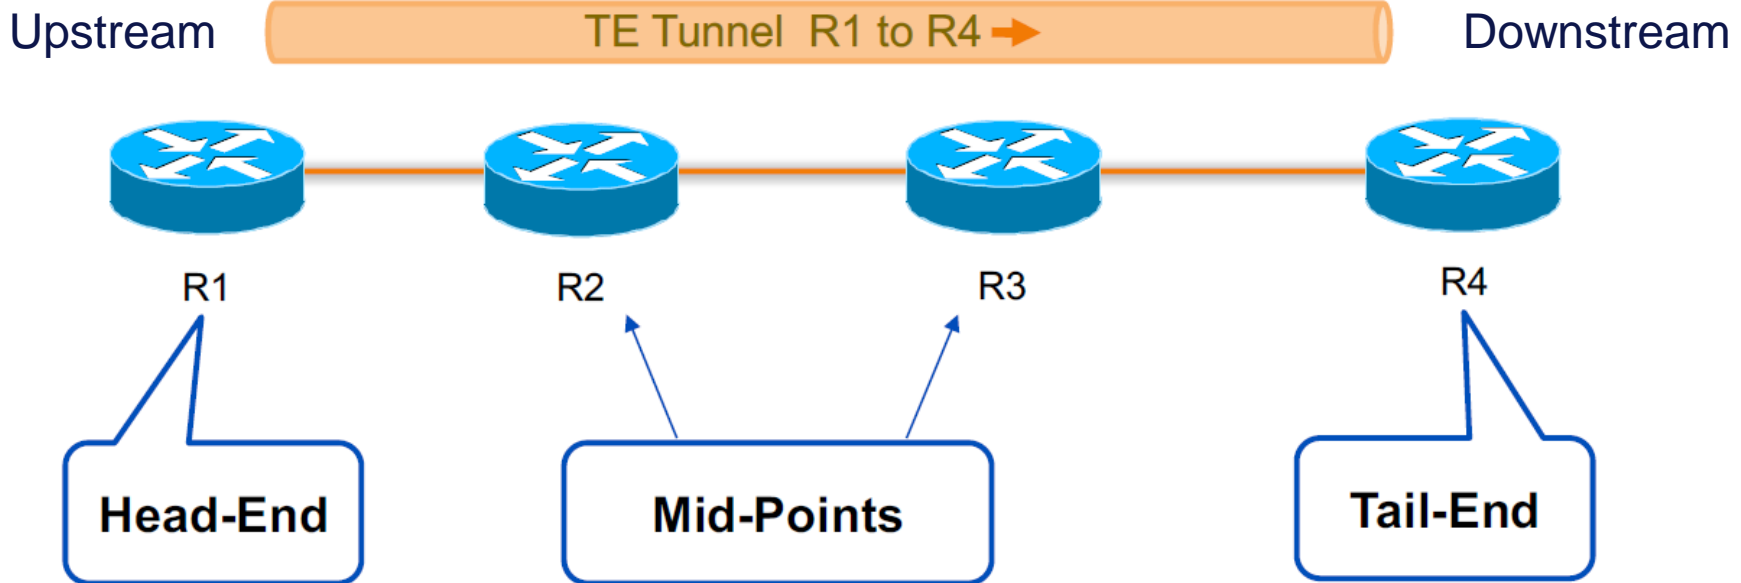 Upstream
TE Tunnel R1 to R4
Downstream
R1
R2
R3
R4
Head-End
Mid-Points
Tail-End